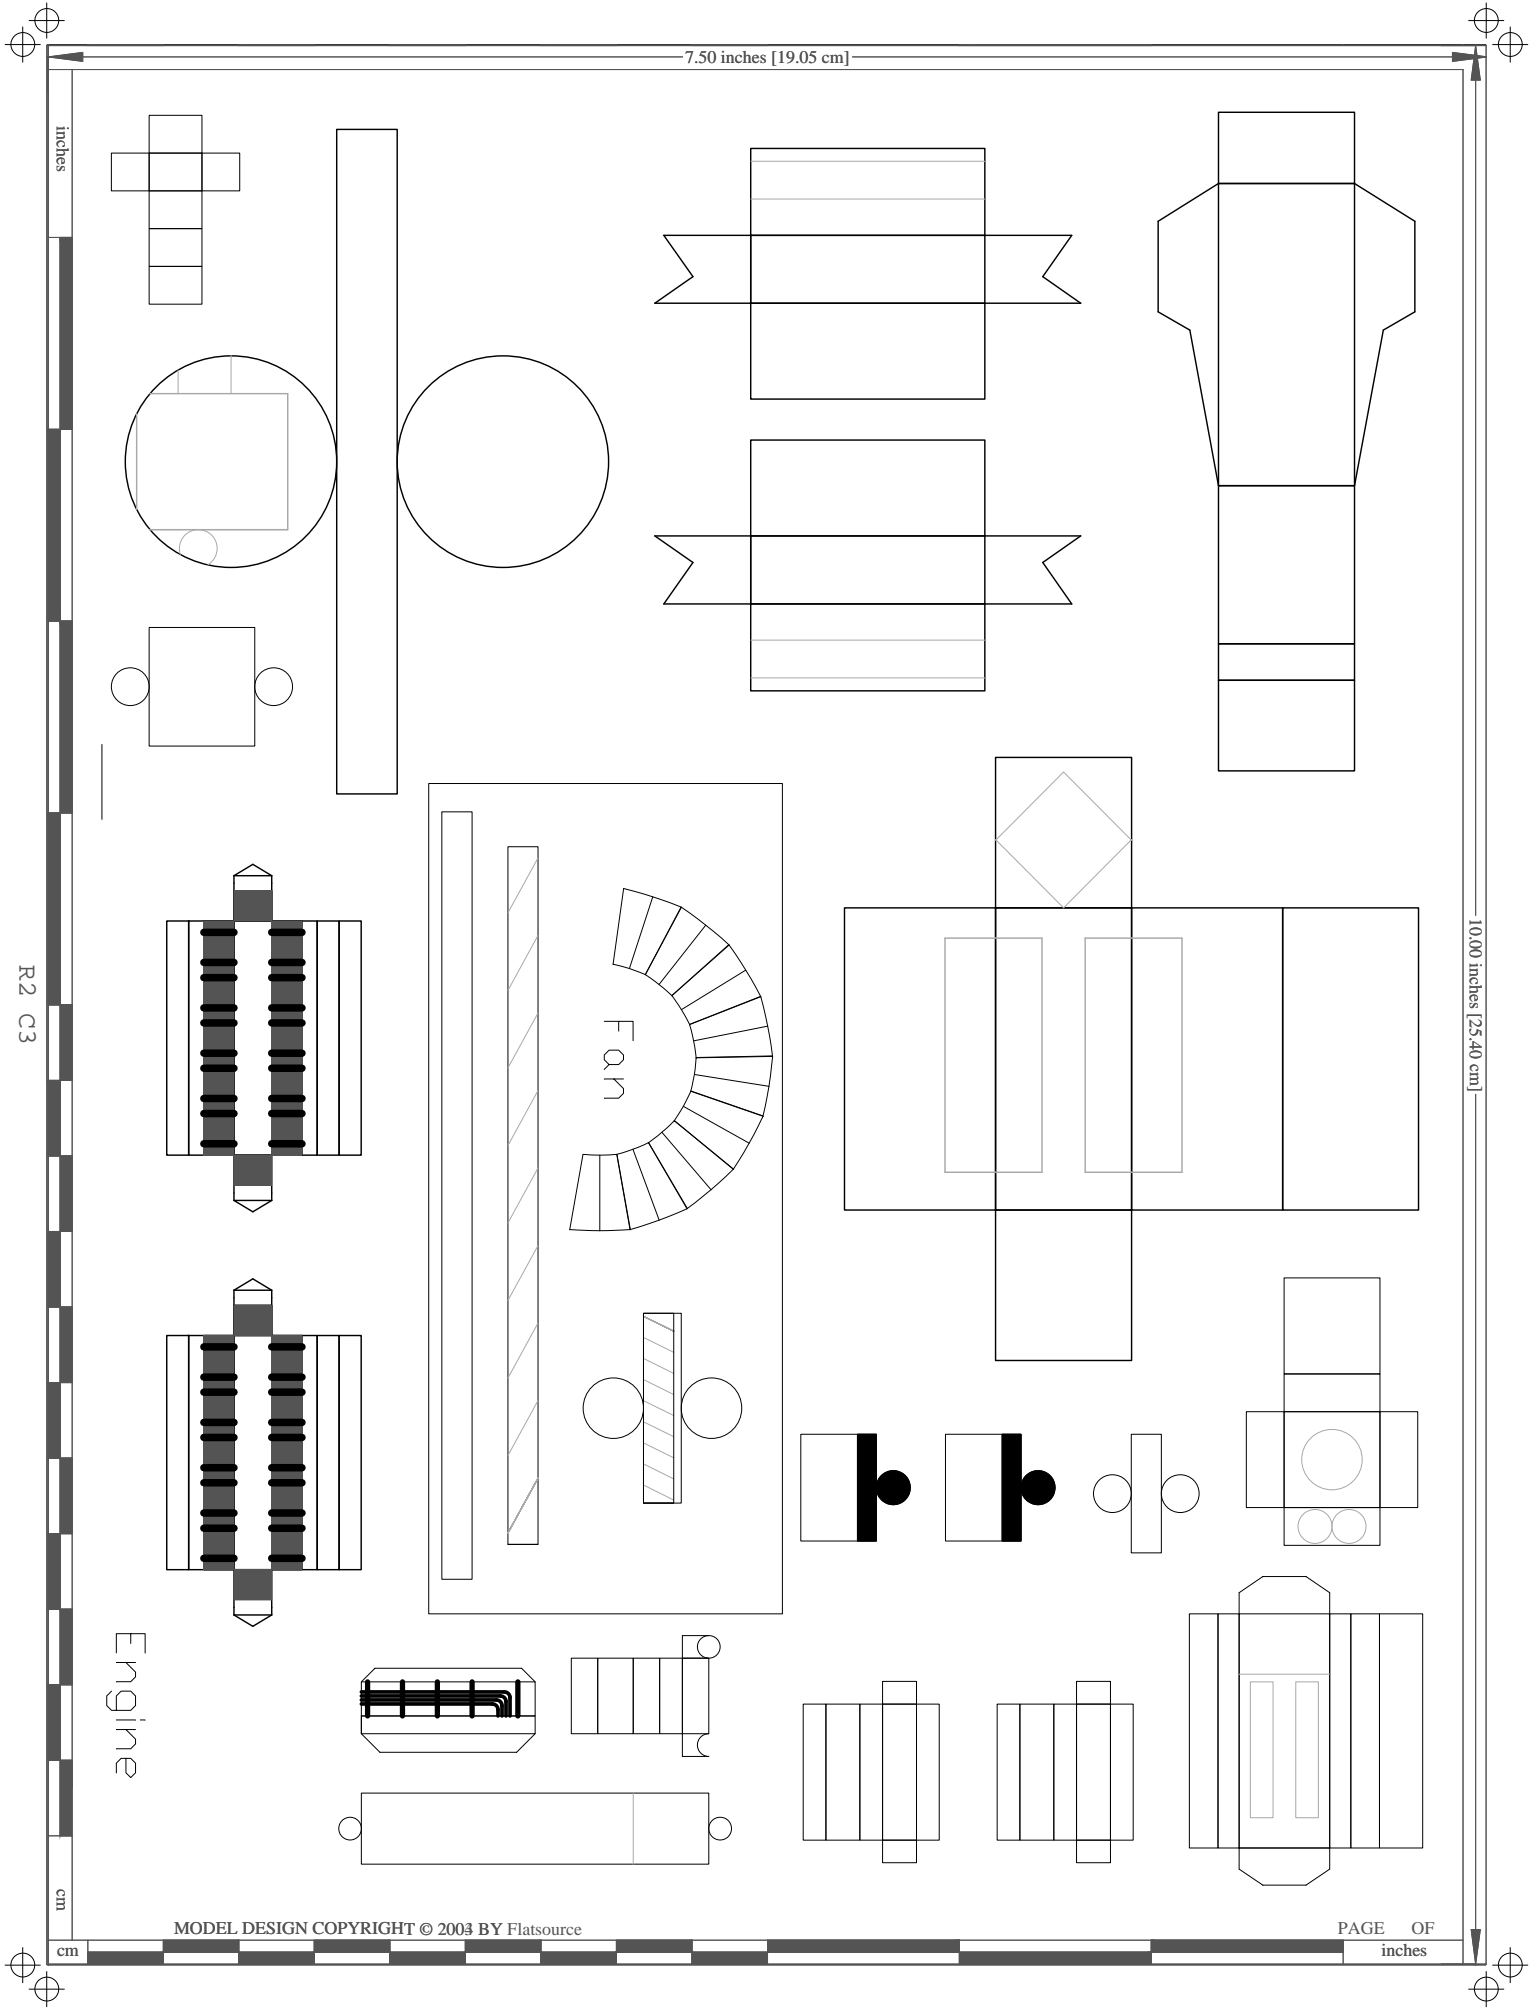 7.50 inches [19.05 cm]
inches
10.00 inches [25.40 cm]
R2 C3
Fan
Engine
cm
MODEL DESIGN COPYRIGHT © 2004 BY Flatsource
PAGE OF
cm
inches